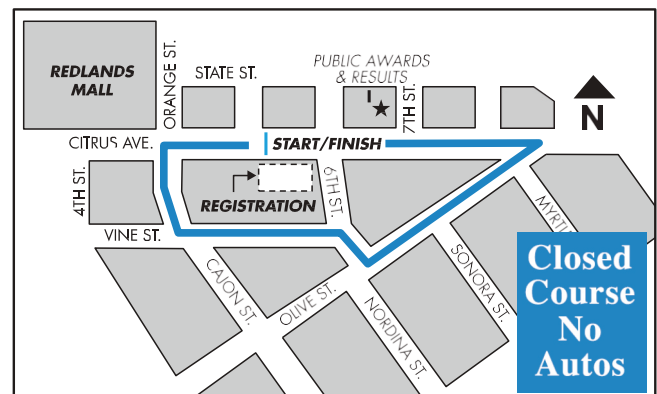 REDLANDS
MALL
ORANGE ST.
STATE ST.
PUBLIC AWARDS
& RESULTS
7TH ST.
N
CITRUS AVE.
START/FINISH
4TH ST.
REGISTRATION
6TH ST.
VINE ST.
CAJON ST.
OLIVE ST.
NORDINA ST.
SONORA ST.
Closed
Course
No
Autos